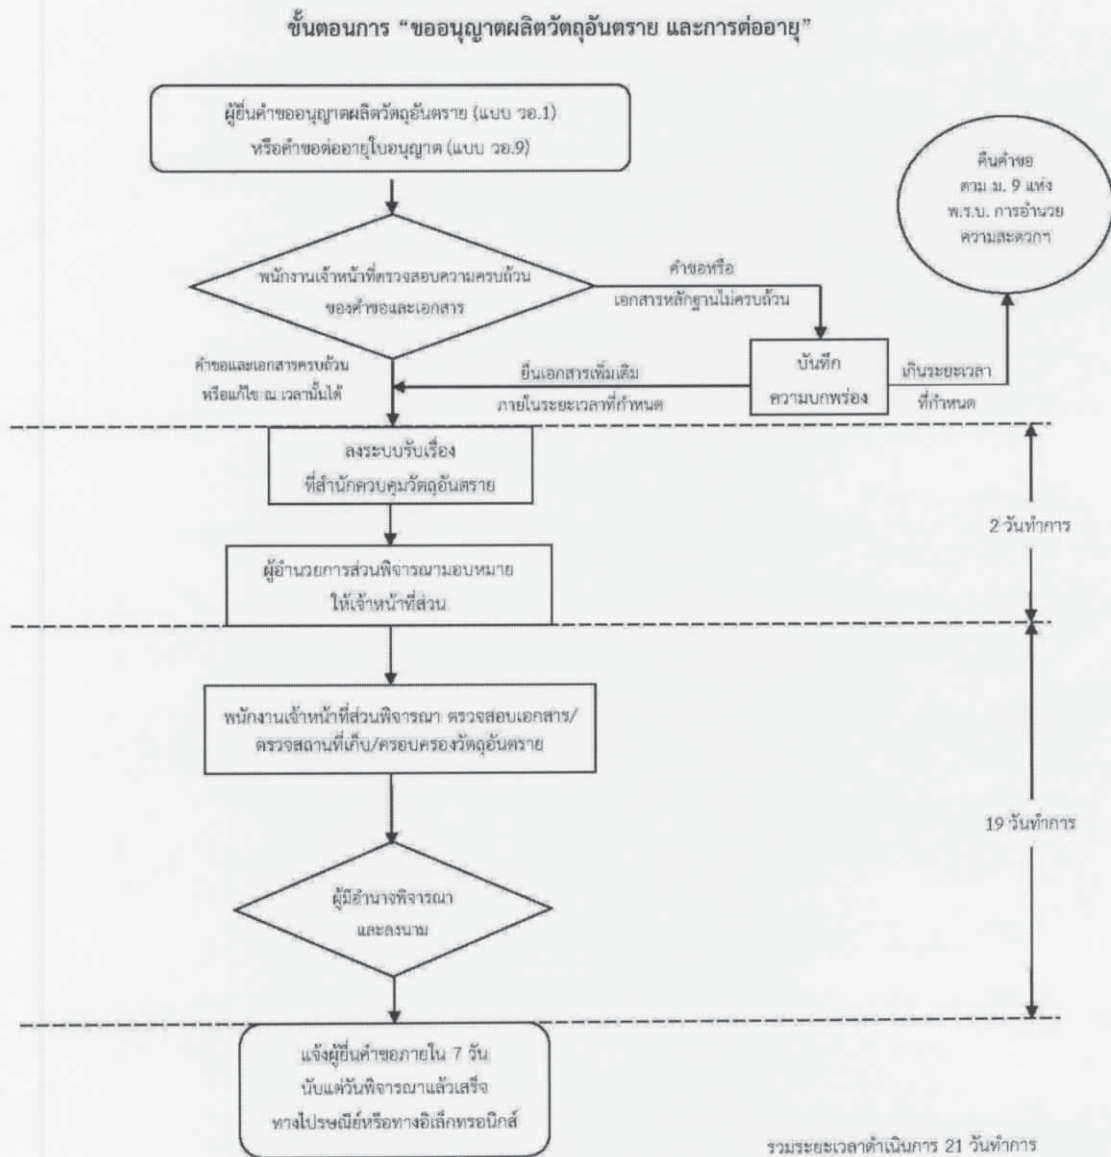 ขั้นตอนการ “ขออนุญาตผลิตวัตถุอันตราย และการต่ออายุ”
ผู้ยื่นคำขออนุญาตผลิตวัตถุอันตราย (แบบ วอ.1)
หรือคำขอต่ออายุใบอนุญาต (แบบ วอ.9)
คืนคำขอ
ตาม ม. 9 แห่ง
พ.ร.บ. การอำนวย
ความสะดวกฯ
พนักงานเจ้าหน้าที่ตรวจสอบความครบถ้วน
ของคำขอและเอกสาร
คำขอหรือ
เอกสารหลักฐานไม่ครบถ้วน
บันทึก
ความบกพร่อง
เกินระยะเวลา
ที่กำหนด
ยื่นเอกสารเพิ่มเติม
ภายในระยะเวลาที่กำหนด
คำขอและเอกสารครบถ้วน
หรือแก้ไข ณ เวลานั้นได้
ลงระบบรับเรื่อง
ที่สำนักควบคุมวัตถุอันตราย
2 วันทำการ
ผู้อำนวยการส่วนพิจารณามอบหมาย
ให้เจ้าหน้าที่ส่วน
พนักงานเจ้าหน้าที่ส่วนพิจารณา ตรวจสอบเอกสาร/
ตรวจสถานที่เก็บ/ครอบครองวัตถุอันตราย
19 วันทำการ
ผู้มีอำนาจพิจารณา
และลงนาม
แจ้งผู้ยื่นคำขอภายใน 7 วัน
นับแต่วันพิจารณาแล้วเสร็จ
ทางไปรษณีย์หรือทางอิเล็กทรอนิกส์
รวมระยะเวลาดำเนินการ 21 วันทำการ